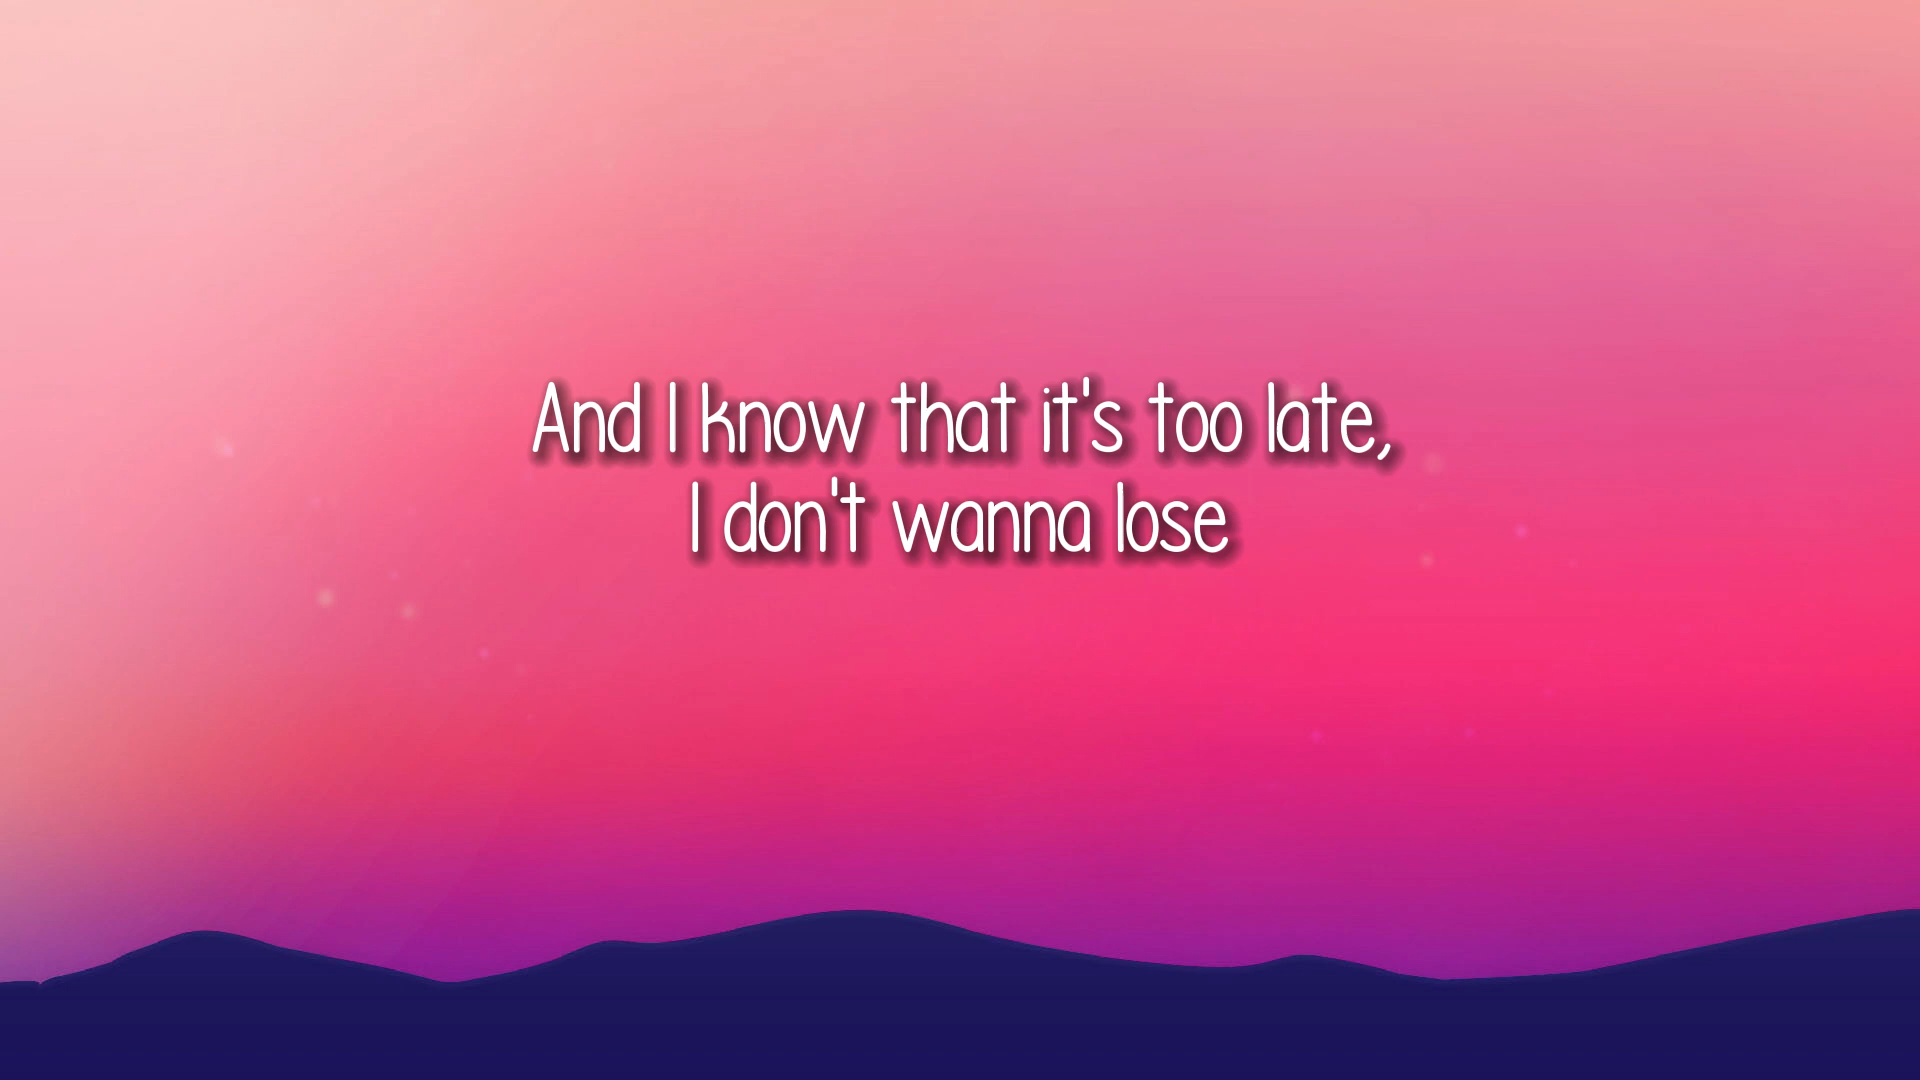 And I know that it's too late,
I don't wanna lose